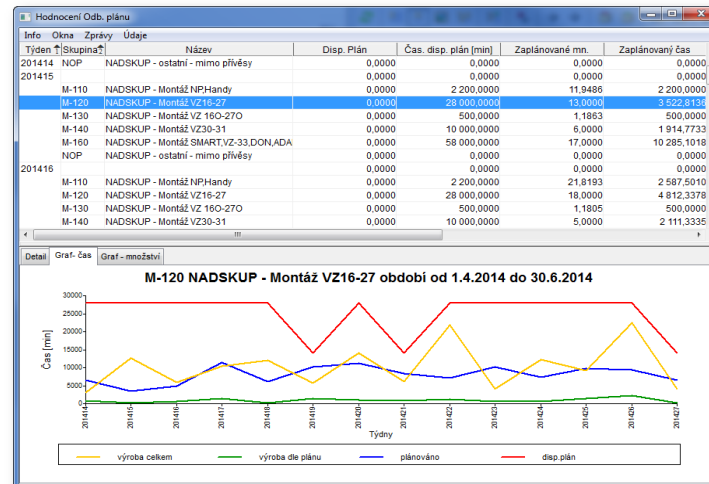 Hodnocení Odb. plánu
Info Okna Zprávy Údaje
Týden Skupina Název Disp. Plán Čas. disp. plán [min] Zaplánované mn. Zaplánovaný čas
201414 NOP NADSKUP - ostatní - mimo přívěsy 0,0000 0,0000 0,0000 0,0000
201415 0,0000 0,0000 0,0000 0,0000
M-110 NADSKUP - Montáž NP,Handy 0,0000 2 200,0000 11,9486 2 200,0000
M-120 NADSKUP - Montáž VZ16-27 0,0000 28 000,0000 13,0000 3 522,8136
M-130 NADSKUP - Montáž VZ 16O-27O 0,0000 500,0000 1,1863 500,0000
M-140 NADSKUP - Montáž VZ30-31 0,0000 10 000,0000 6,0000 1 914,7733
M-160 NADSKUP - Montáž SMART,VZ-33,DON,ADA 0,0000 58 000,0000 17,0000 10 285,1018
NOP NADSKUP - ostatní - mimo přívěsy 0,0000 0,0000 0,0000 0,0000
201416 0,0000 0,0000 0,0000 0,0000
M-110 NADSKUP - Montáž NP,Handy 0,0000 2 200,0000 21,8193 2 587,5010
M-120 NADSKUP - Montáž VZ16-27 0,0000 28 000,0000 18,0000 4 812,3378
M-130 NADSKUP - Montáž VZ 16O-27O 0,0000 500,0000 1,1805 500,0000
M-140 NADSKUP - Montáž VZ30-31 0,0000 10 000,0000 5,0000 2 111,3335
Detail Graf- čas Graf - množství
M-120 NADSKUP - Montáž VZ16-27 období od 1.4.2014 do 30.6.2014
Čas [min]
30000
25000
20000
15000
10000
5000
0
201414 201415 201416 201417 201418 201419 201420 201421 201422 201423 201424 201425 201426 201427
Týdny
výroba celkem výroba dle plánu plánováno disp.plán